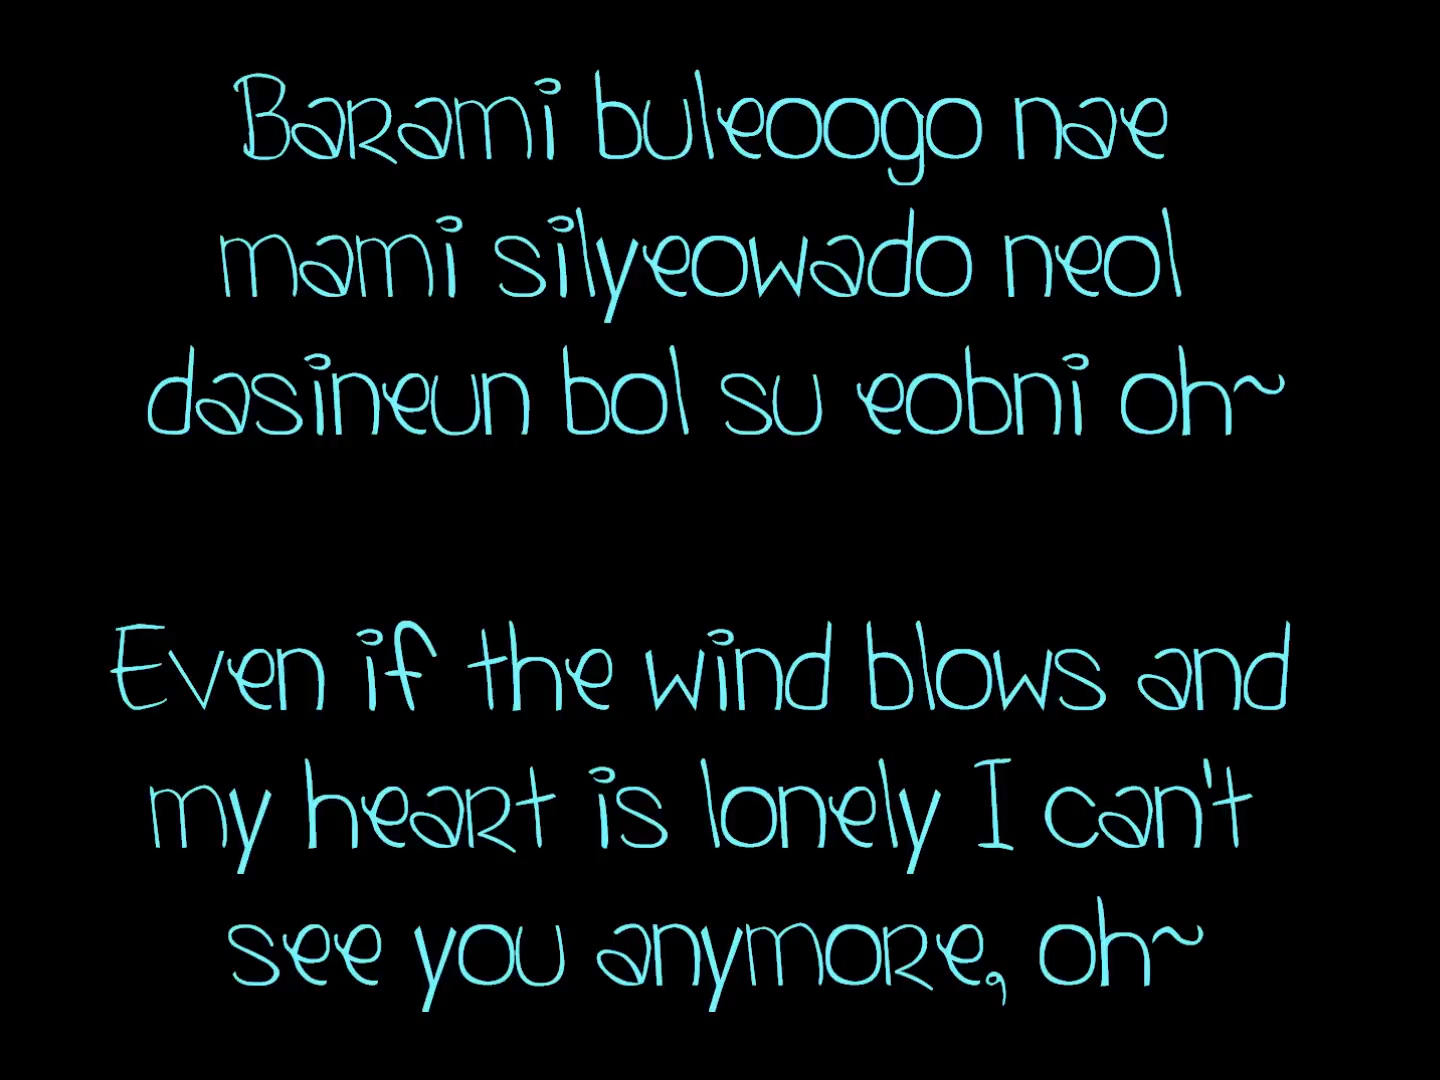 Barami buleoogo nae
mami silyeowado neol
dasineun bol su eobni oh~
Even if the wind blows and
my heart is lonely I can't
see you anymore, oh~